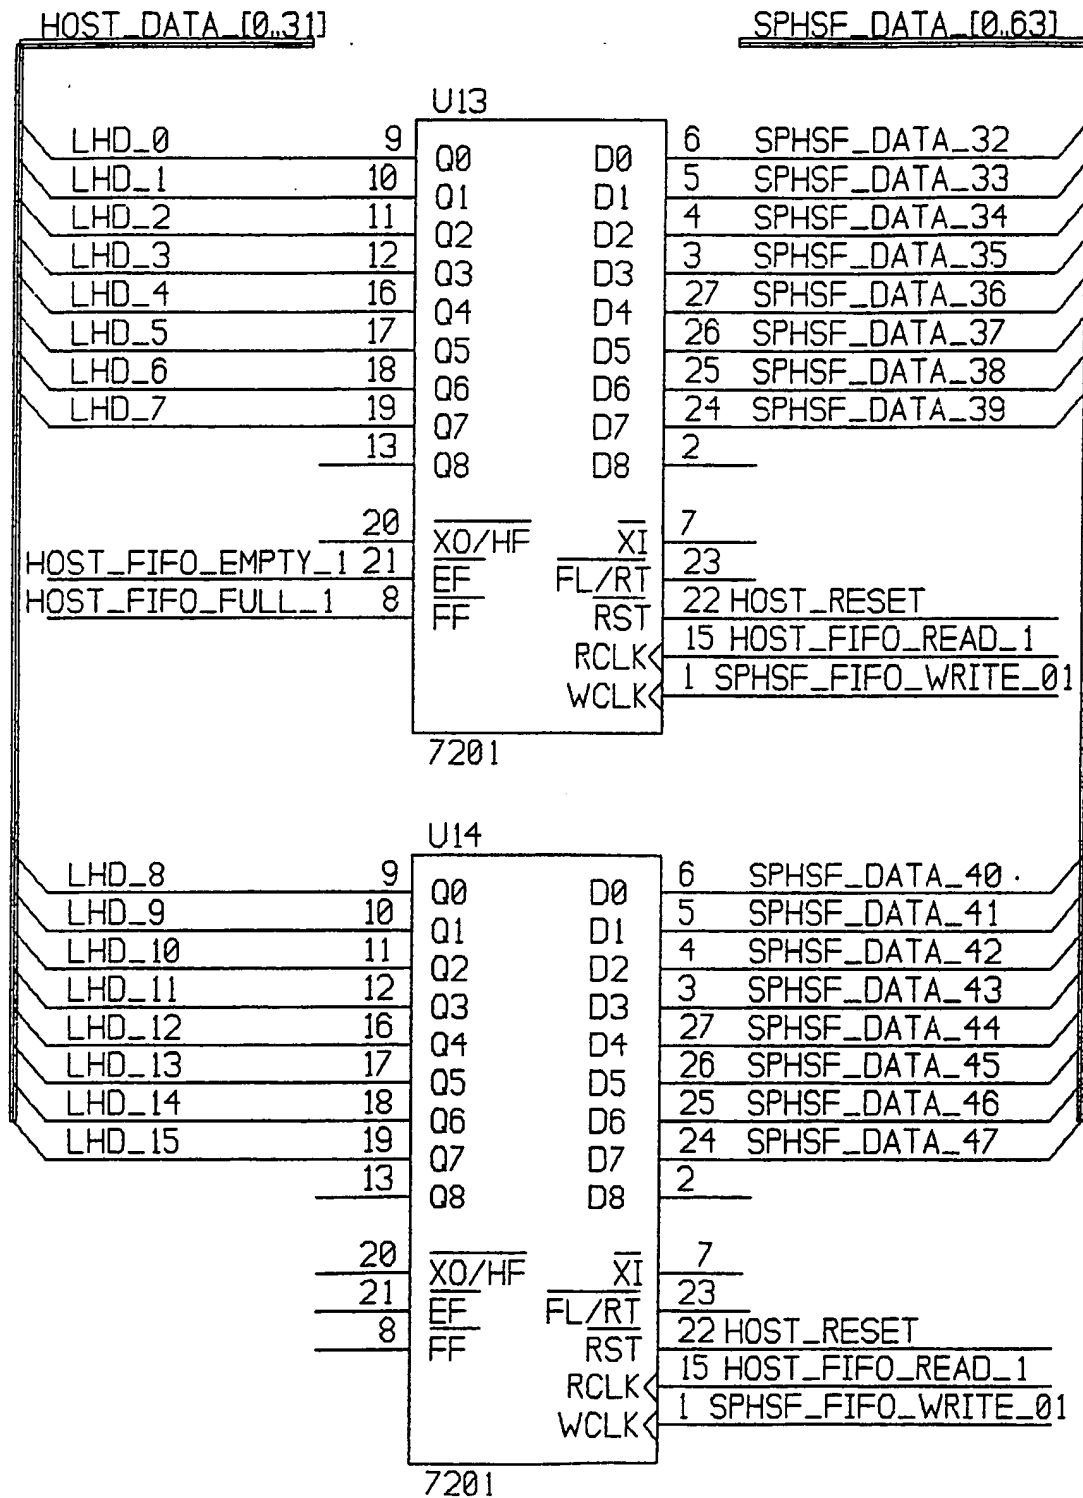 HOST_DATA_[0..31] SPHSF_DATA_[0..63]
U13
LHD_0 9 Q0 D0 6 SPHSF_DATA_32
LHD_1 10 Q1 D1 5 SPHSF_DATA_33
LHD_2 11 Q2 D2 4 SPHSF_DATA_34
LHD_3 12 Q3 D3 3 SPHSF_DATA_35
LHD_4 16 Q4 D4 27 SPHSF_DATA_36
LHD_5 17 Q5 D5 26 SPHSF_DATA_37
LHD_6 18 Q6 D6 25 SPHSF_DATA_38
LHD_7 19 Q7 D7 24 SPHSF_DATA_39
13 Q8 D8 2
20 XO/HF XI 7
HOST_FIFO_EMPTY_1 21 EF FL/RT 23
HOST_FIFO_FULL_1 8 FF RST 22 HOST_RESET
RCLK 15 HOST_FIFO_READ_1
WCLK 1 SPHSF_FIFO_WRITE_01
7201
U14
LHD_8 9 Q0 D0 6 SPHSF_DATA_40
LHD_9 10 Q1 D1 5 SPHSF_DATA_41
LHD_10 11 Q2 D2 4 SPHSF_DATA_42
LHD_11 12 Q3 D3 3 SPHSF_DATA_43
LHD_12 16 Q4 D4 27 SPHSF_DATA_44
LHD_13 17 Q5 D5 26 SPHSF_DATA_45
LHD_14 18 Q6 D6 25 SPHSF_DATA_46
LHD_15 19 Q7 D7 24 SPHSF_DATA_47
13 Q8 D8 2
20 XO/HF XI 7
21 EF FL/RT 23
8 FF RST 22 HOST_RESET
RCLK 15 HOST_FIFO_READ_1
WCLK 1 SPHSF_FIFO_WRITE_01
7201